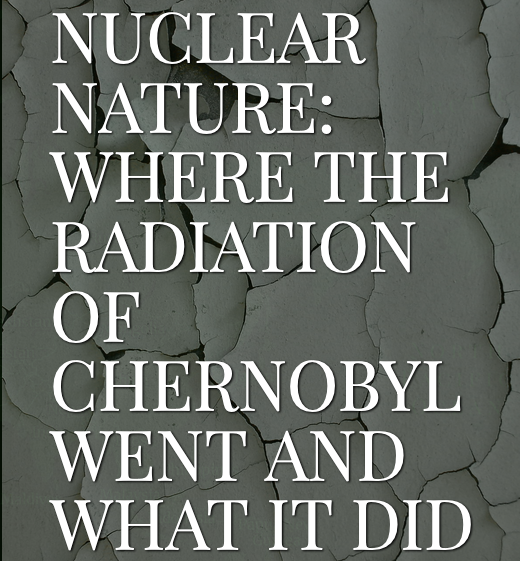 NUCLEAR
NATURE:
WHERE THE
RADIATION
OF
CHERNOBYL
WENT AND
WHAT IT DID